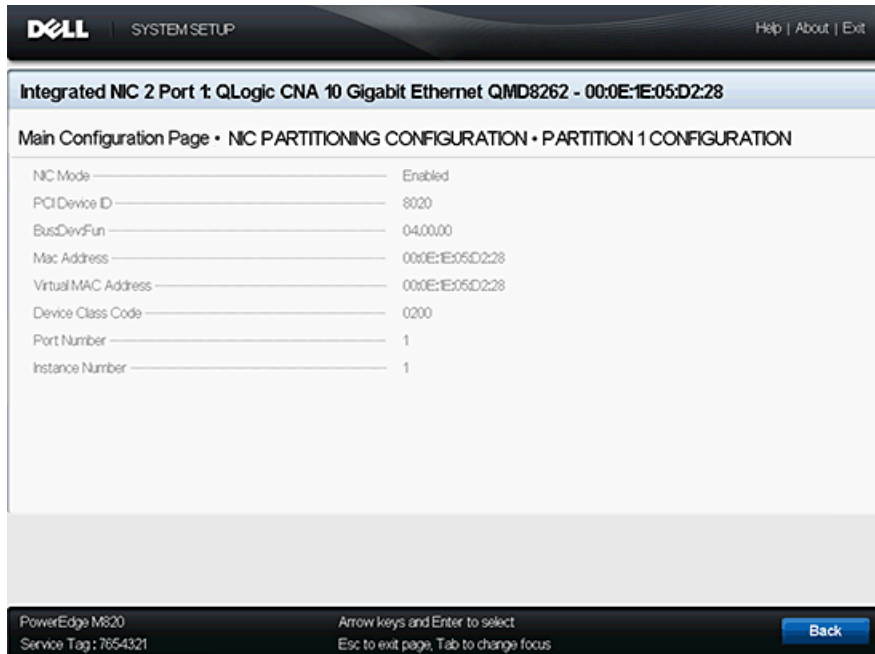 DELL SYSTEM SETUP Help | About | Exit
Integrated NIC 2 Port 1: QLogic CNA 10 Gigabit Ethernet QMD8262 - 00:0E:1E:05:D2:28
Main Configuration Page • NIC PARTITIONING CONFIGURATION • PARTITION 1 CONFIGURATION
NIC Mode Enabled
PCI Device ID 8020
Bus:Dev:Fun 04:00:00
Mac Address 00:0E:1E:05:D2:28
Virtual MAC Address 00:0E:1E:05:D2:28
Device Class Code 0200
Port Number 1
Instance Number 1
PowerEdge M820 Arrow keys and Enter to select
Service Tag : 7654321 Esc to exit page, Tab to change focus Back